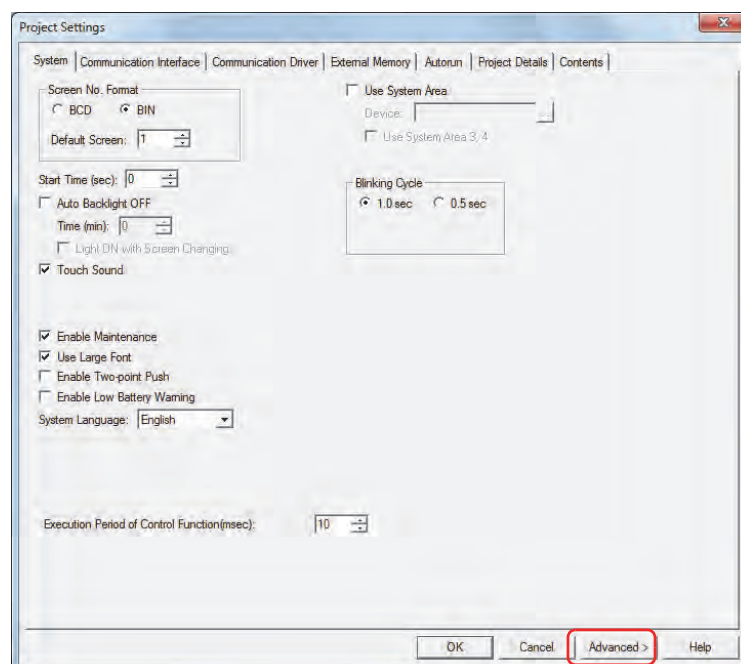 Project Settings
System Communication Interface Communication Driver External Memory Autorun Project Details Contents
Screen No. Format
BCD BIN
Default Screen: 1
Use System Area
Device:
Use System Area 3, 4
Start Time (sec): 0
Auto Backlight OFF
Time (min): 0
Light ON with Screen Changing
Touch Sound
Blinking Cycle
1.0 sec 0.5 sec
Enable Maintenance
Use Large Font
Enable Two-point Push
Enable Low Battery Warning
System Language: English
Execution Period of Control Function(msec): 10
OK Cancel Advanced > Help